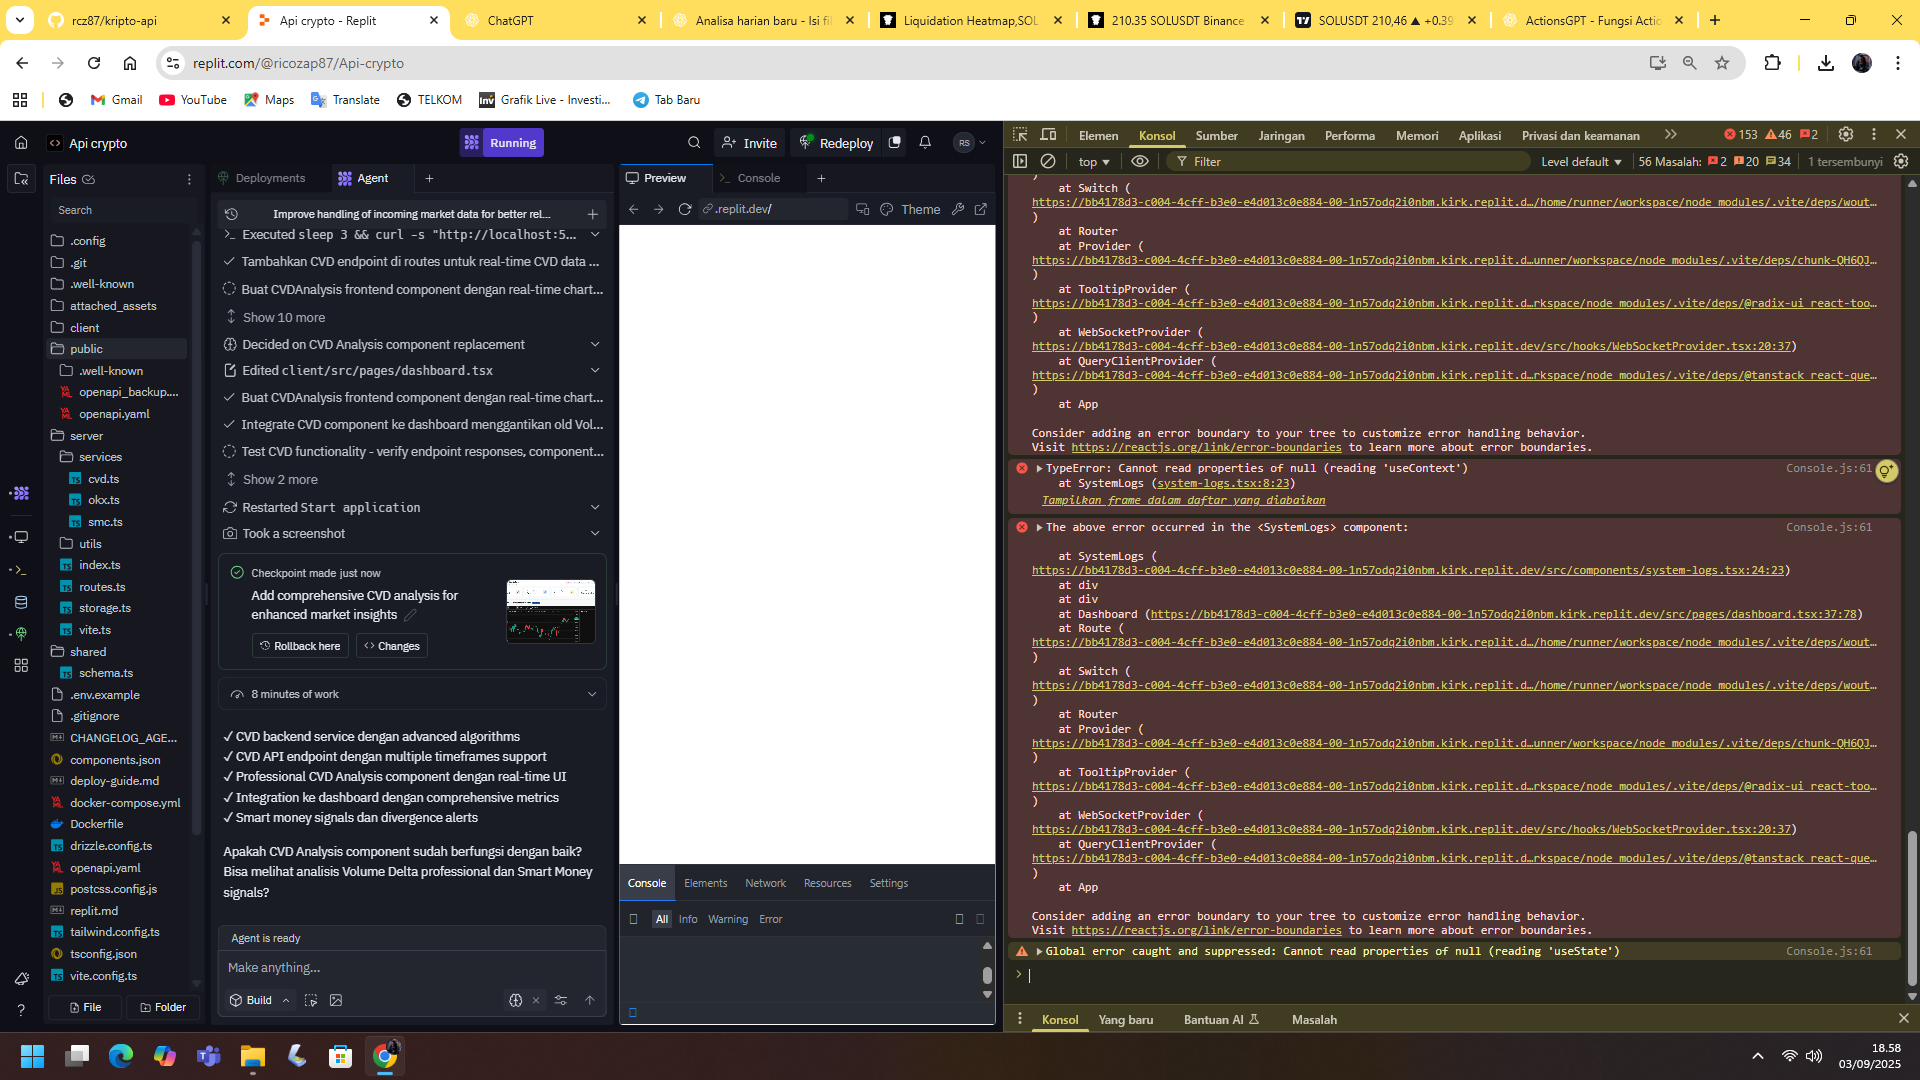 rcz87/kripto-api
Api crypto - Replit
ChatGPT
Analisa harian baru - Isi fil
Liquidation Heatmap,SOL
210.35 SOLUSDT Binance
SOLUSDT 210,46 ▲ +0.39
ActionsGPT - Fungsi Actio
replit.com/@ricozap87/Api-crypto
Gmail
YouTube
Maps
Translate
TELKOM
Grafik Live - Investi...
Tab Baru
Api crypto
Running
Invite
Redeploy
RS
Files
Search
.config
.git
.well-known
attached_assets
client
public
.well-known
openapi_backup....
openapi.yaml
server
services
cvd.ts
okx.ts
smc.ts
utils
index.ts
routes.ts
storage.ts
vite.ts
shared
schema.ts
.env.example
.gitignore
CHANGELOG_AGE...
components.json
deploy-guide.md
docker-compose.yml
Dockerfile
drizzle.config.ts
openapi.yaml
postcss.config.js
replit.md
tailwind.config.ts
tsconfig.json
vite.config.ts
File
Folder
Deployments
Agent
Improve handling of incoming market data for better rel...
Executed sleep 3 && curl -s "http://localhost:5...
Tambahkan CVD endpoint di routes untuk real-time CVD data ...
Buat CVDAnalysis frontend component dengan real-time chart...
Show 10 more
Decided on CVD Analysis component replacement
Edited client/src/pages/dashboard.tsx
Buat CVDAnalysis frontend component dengan real-time chart...
Integrate CVD component ke dashboard menggantikan old Vol...
Test CVD functionality - verify endpoint responses, component...
Show 2 more
Restarted Start application
Took a screenshot
Checkpoint made just now
Add comprehensive CVD analysis for
enhanced market insights
Rollback here
Changes
8 minutes of work
✓ CVD backend service dengan advanced algorithms
✓ CVD API endpoint dengan multiple timeframes support
✓ Professional CVD Analysis component dengan real-time UI
✓ Integration ke dashboard dengan comprehensive metrics
✓ Smart money signals dan divergence alerts
Apakah CVD Analysis component sudah berfungsi dengan baik?
Bisa melihat analisis Volume Delta professional dan Smart Money
signals?
Agent is ready
Make anything...
Build
Preview
Console
.replit.dev/
Theme
Console
Elements
Network
Resources
Settings
All
Info
Warning
Error
Elemen
Konsol
Sumber
Jaringan
Performa
Memori
Aplikasi
Privasi dan keamanan
153
46
2
top
Filter
Level default
56 Masalah: 2 20 34
1 tersembunyi
)
at Switch (
https://bb4178d3-c004-4cff-b3e0-e4d013c0e884-00-1n57odq2i0nbm.kirk.replit.d…/home/runner/workspace/node_modules/.vite/deps/wout…
)
at Router
at Provider (
https://bb4178d3-c004-4cff-b3e0-e4d013c0e884-00-1n57odq2i0nbm.kirk.replit.d…unner/workspace/node_modules/.vite/deps/chunk-QH6QJ…
)
at TooltipProvider (
https://bb4178d3-c004-4cff-b3e0-e4d013c0e884-00-1n57odq2i0nbm.kirk.replit.d…rkspace/node_modules/.vite/deps/@radix-ui_react-too…
)
at WebSocketProvider (
https://bb4178d3-c004-4cff-b3e0-e4d013c0e884-00-1n57odq2i0nbm.kirk.replit.dev/src/hooks/WebSocketProvider.tsx:20:37)
at QueryClientProvider (
https://bb4178d3-c004-4cff-b3e0-e4d013c0e884-00-1n57odq2i0nbm.kirk.replit.d…rkspace/node_modules/.vite/deps/@tanstack_react-que…
)
at App
Consider adding an error boundary to your tree to customize error handling behavior.
Visit https://reactjs.org/link/error-boundaries to learn more about error boundaries.
TypeError: Cannot read properties of null (reading 'useContext')
Console.js:61
at SystemLogs (system-logs.tsx:8:23)
Tampilkan frame dalam daftar yang diabaikan
The above error occurred in the <SystemLogs> component:
Console.js:61
at SystemLogs (
https://bb4178d3-c004-4cff-b3e0-e4d013c0e884-00-1n57odq2i0nbm.kirk.replit.dev/src/components/system-logs.tsx:24:23)
at div
at div
at Dashboard (https://bb4178d3-c004-4cff-b3e0-e4d013c0e884-00-1n57odq2i0nbm.kirk.replit.dev/src/pages/dashboard.tsx:37:78)
at Route (
https://bb4178d3-c004-4cff-b3e0-e4d013c0e884-00-1n57odq2i0nbm.kirk.replit.d…/home/runner/workspace/node_modules/.vite/deps/wout…
)
at Switch (
https://bb4178d3-c004-4cff-b3e0-e4d013c0e884-00-1n57odq2i0nbm.kirk.replit.d…/home/runner/workspace/node_modules/.vite/deps/wout…
)
at Router
at Provider (
https://bb4178d3-c004-4cff-b3e0-e4d013c0e884-00-1n57odq2i0nbm.kirk.replit.d…unner/workspace/node_modules/.vite/deps/chunk-QH6QJ…
)
at TooltipProvider (
https://bb4178d3-c004-4cff-b3e0-e4d013c0e884-00-1n57odq2i0nbm.kirk.replit.d…rkspace/node_modules/.vite/deps/@radix-ui_react-too…
)
at WebSocketProvider (
https://bb4178d3-c004-4cff-b3e0-e4d013c0e884-00-1n57odq2i0nbm.kirk.replit.dev/src/hooks/WebSocketProvider.tsx:20:37)
at QueryClientProvider (
https://bb4178d3-c004-4cff-b3e0-e4d013c0e884-00-1n57odq2i0nbm.kirk.replit.d…rkspace/node_modules/.vite/deps/@tanstack_react-que…
)
at App
Consider adding an error boundary to your tree to customize error handling behavior.
Visit https://reactjs.org/link/error-boundaries to learn more about error boundaries.
Global error caught and suppressed: Cannot read properties of null (reading 'useState')
Console.js:61
Konsol
Yang baru
Bantuan AI
Masalah
18.58
03/09/2025